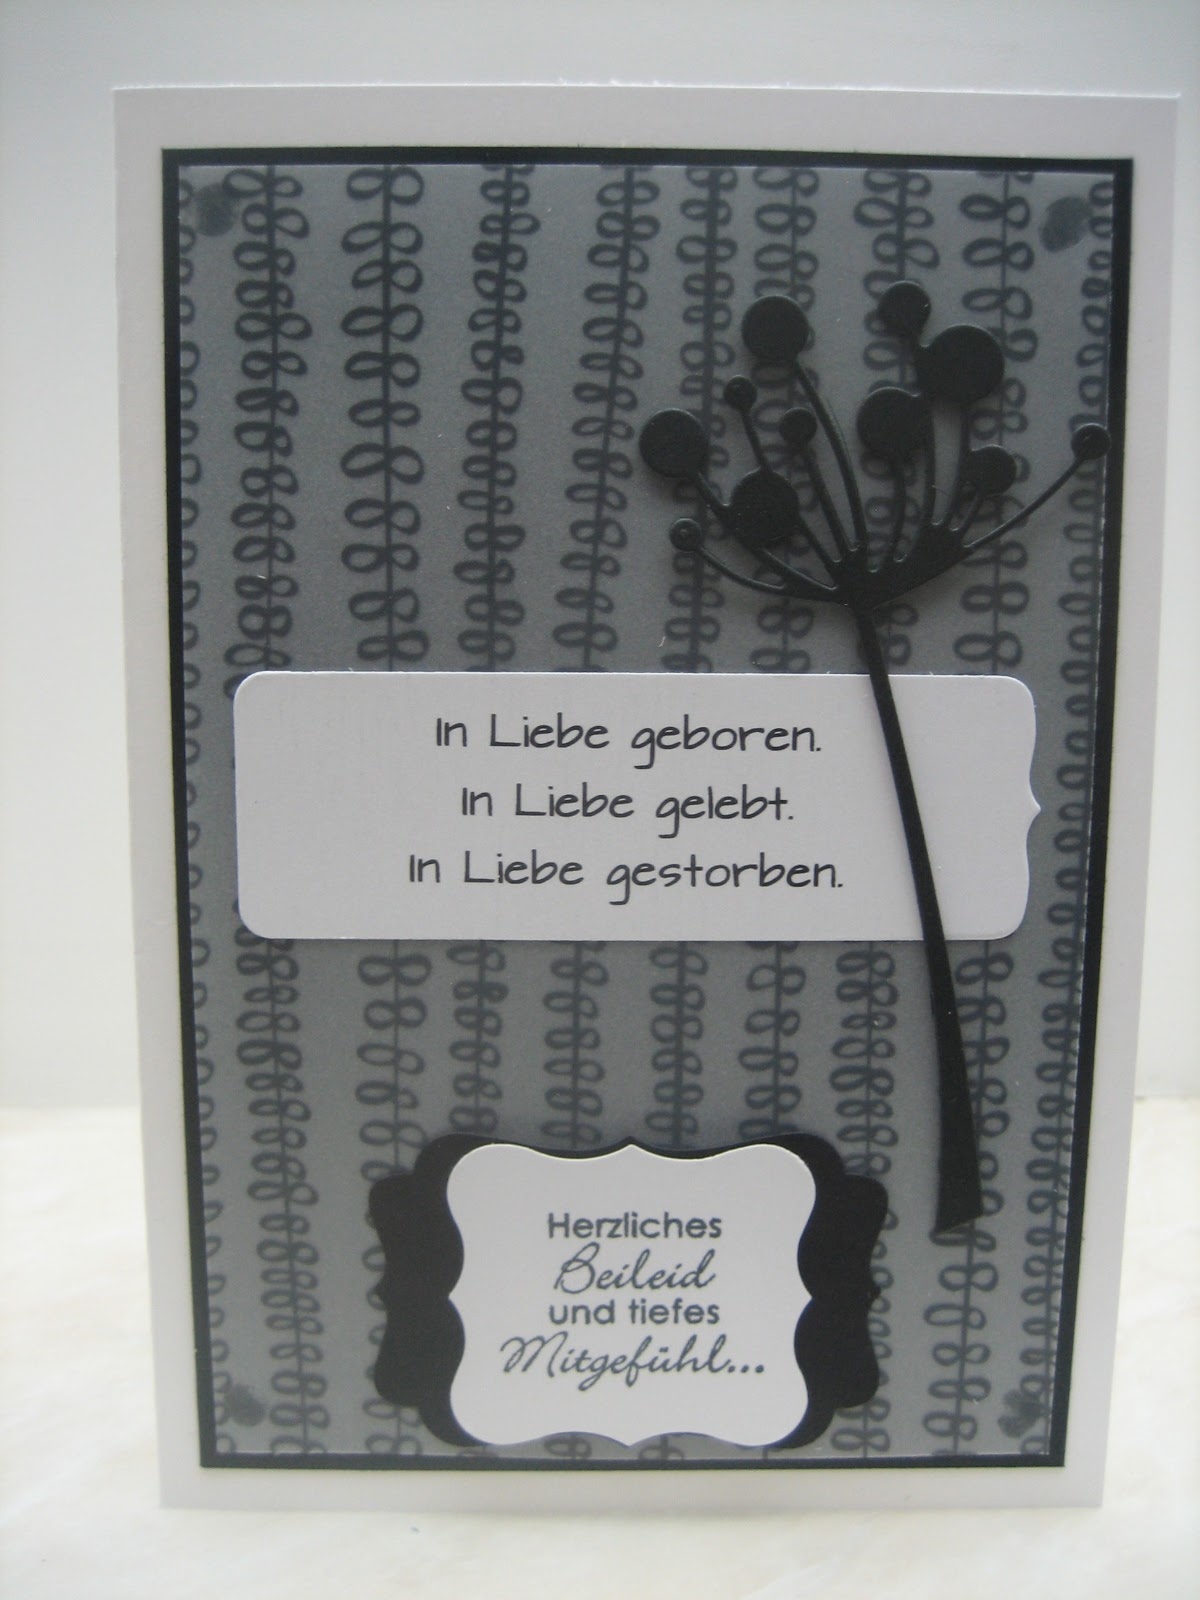 In Liebe geboren.
In Liebe gelebt.
In Liebe gestorben.
Herzliches
Beileid
und tiefes
Mitgefühl...